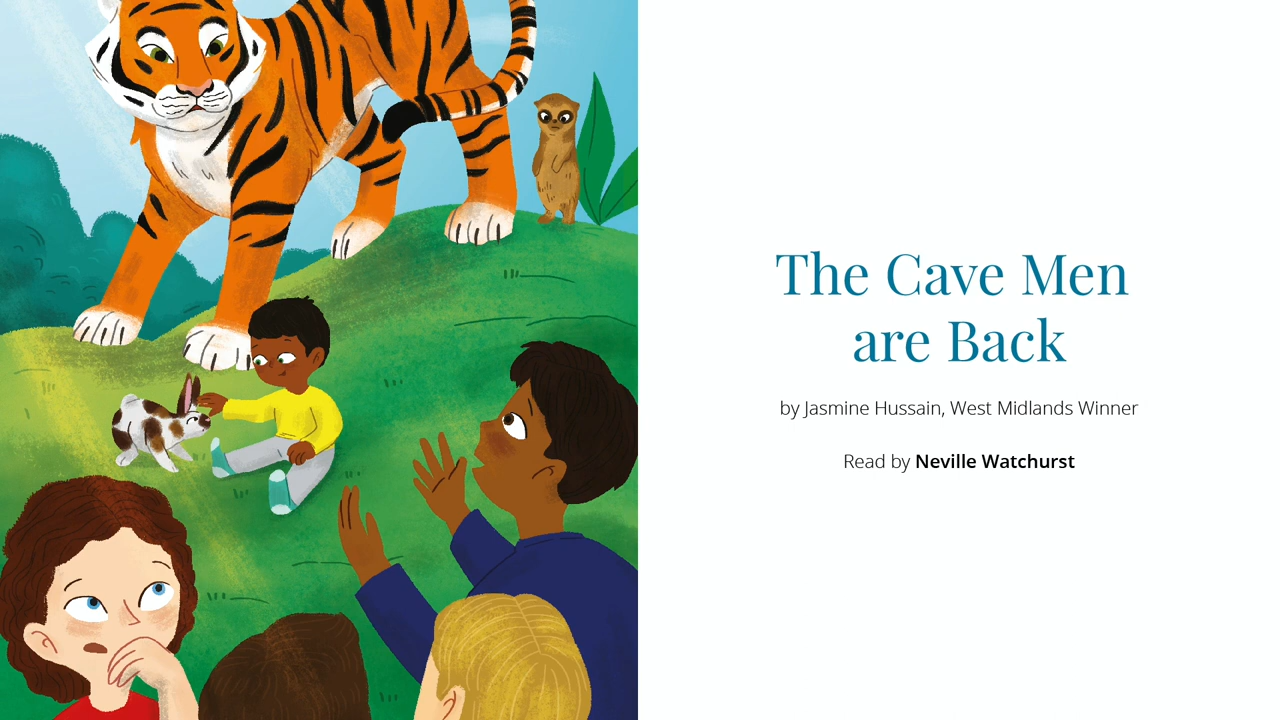 The Cave Men
are Back
by Jasmine Hussain, West Midlands Winner
Read by Neville Watchurst